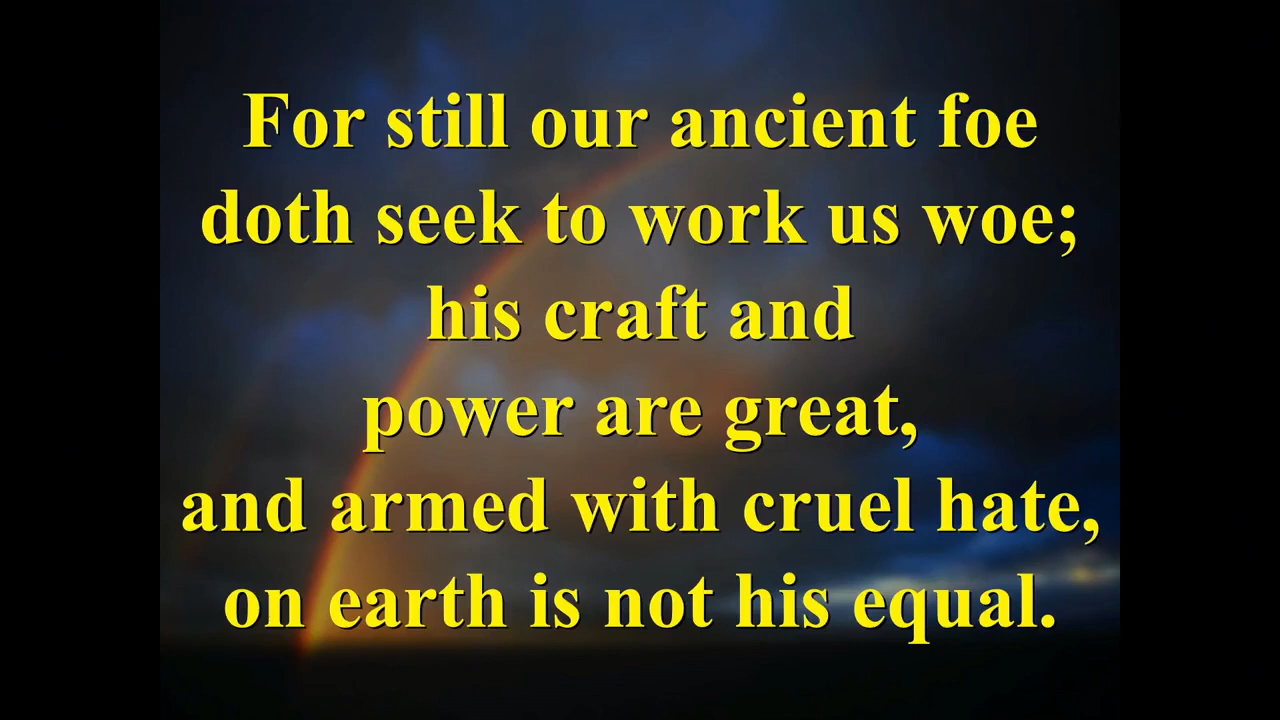 For still our ancient foe
doth seek to work us woe;
his craft and
power are great,
and armed with cruel hate,
on earth is not his equal.